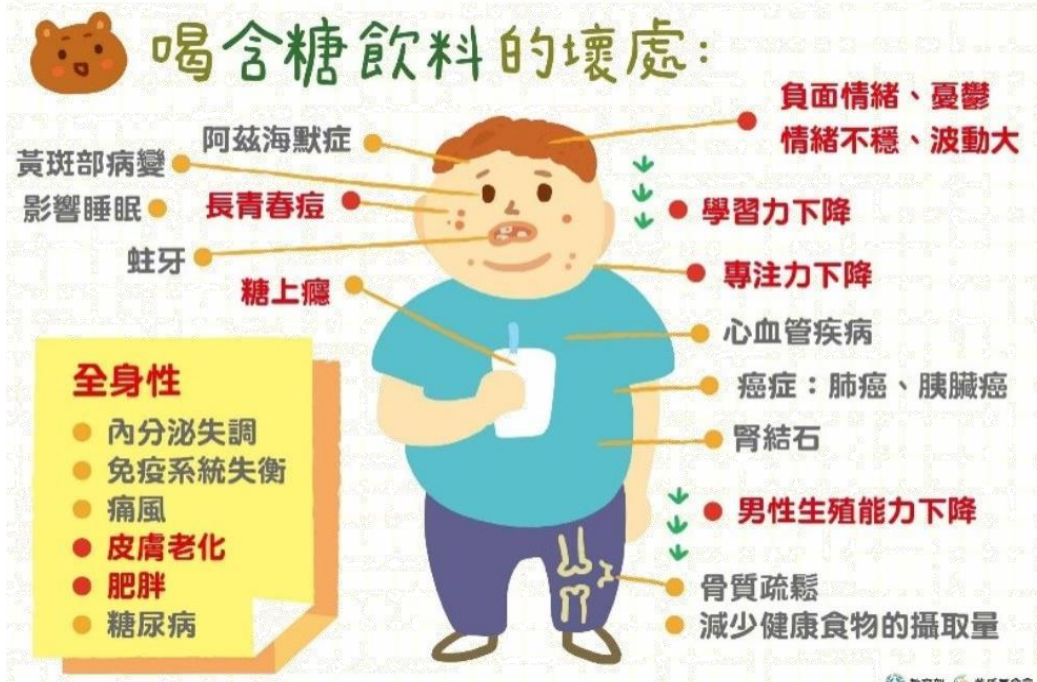 喝含糖飲料的壞處：
負面情緒、憂鬱
情緒不穩、波動大
阿茲海默症
黃斑部病變
影響睡眠
長青春痘
學習力下降
蛀牙
專注力下降
糖上癮
心血管疾病
癌症：肺癌、胰臟癌
腎結石
全身性
內分泌失調
免疫系統失衡
痛風
皮膚老化
肥胖
糖尿病
男性生殖能力下降
骨質疏鬆
減少健康食物的攝取量